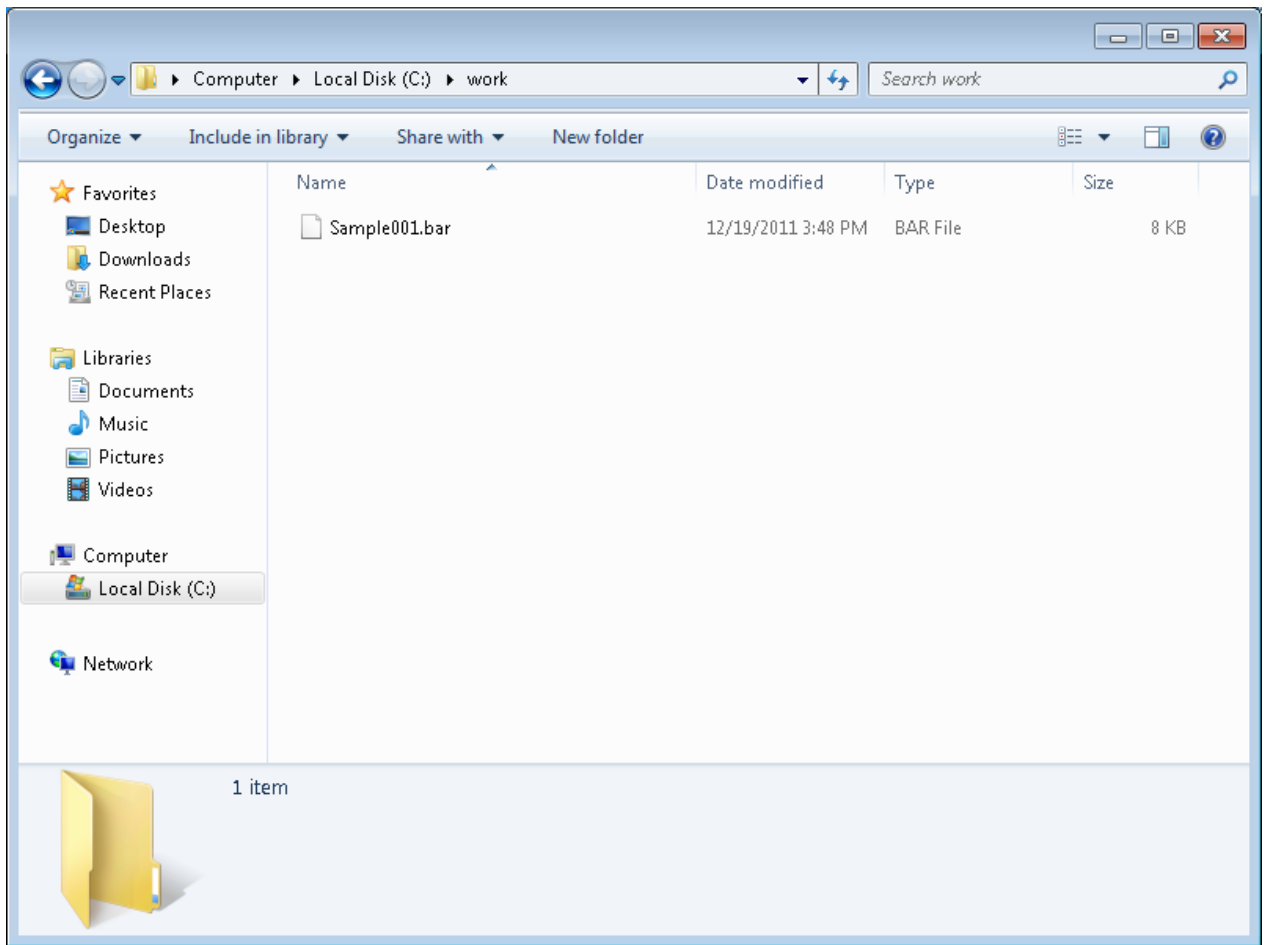 Computer Local Disk (C:) work
Search work
Organize Include in library Share with New folder
Favorites
Desktop
Downloads
Recent Places
Libraries
Documents
Music
Pictures
Videos
Computer
Local Disk (C:)
Network
Name Date modified Type Size
Sample001.bar 12/19/2011 3:48 PM BAR File 8 KB
1 item